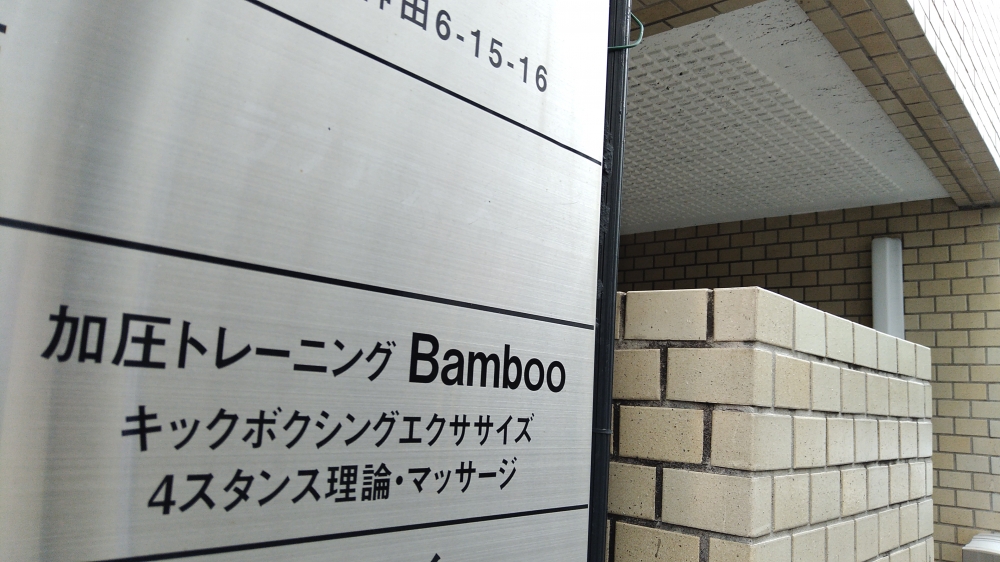 田6-15-16
加圧トレーニング Bamboo
キックボクシングエクササイズ
4スタンス理論・マッサージ